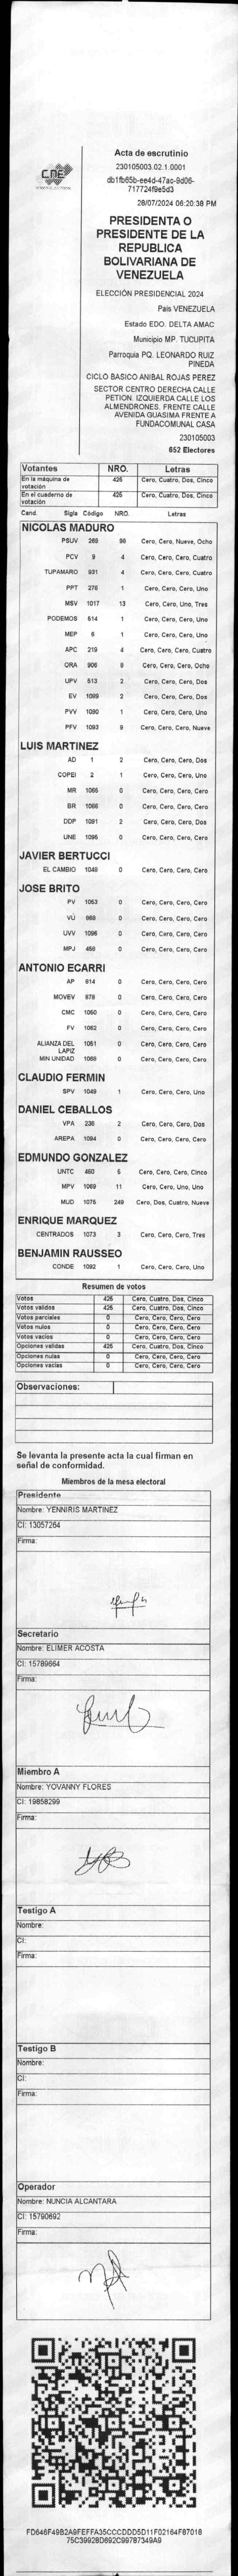 CNE
Acta de escrutinio
230105003.02.1.0001
db1fb65b-ee4d-47ac-9d06-
717724f9e5d3
28/07/2024 06:20:38 PM
PRESIDENTA O
PRESIDENTE DE LA
REPUBLICA
BOLIVARIANA DE
VENEZUELA
ELECCIÓN PRESIDENCIAL 2024
País VENEZUELA
Estado EDO. DELTA AMAC
Municipio MP. TUCUPITA
Parroquia PQ. LEONARDO RUIZ
PINEDA
CICLO BASICO ANIBAL ROJAS PEREZ
SECTOR CENTRO DERECHA CALLE
PETION. IZQUIERDA CALLE LOS
ALMENDRONES. FRENTE CALLE
AVENIDA GUASIMA FRENTE A
FUNDACOMUNAL CASA
230105003
652 Electores
Votantes NRO. Letras
En la máquina de votación 425 Cero, Cuatro, Dos, Cinco
En el cuaderno de votación 425 Cero, Cuatro, Dos, Cinco
Cand. Sigla Código NRO. Letras
NICOLAS MADURO
PSUV 269 98 Cero, Cero, Nueve, Ocho
PCV 9 4 Cero, Cero, Cero, Cuatro
TUPAMARO 931 4 Cero, Cero, Cero, Cuatro
PPT 276 1 Cero, Cero, Cero, Uno
MSV 1017 13 Cero, Cero, Uno, Tres
PODEMOS 514 1 Cero, Cero, Cero, Uno
MEP 6 1 Cero, Cero, Cero, Uno
APC 219 4 Cero, Cero, Cero, Cuatro
ORA 906 8 Cero, Cero, Cero, Ocho
UPV 513 2 Cero, Cero, Cero, Dos
EV 1089 2 Cero, Cero, Cero, Dos
PVV 1090 1 Cero, Cero, Cero, Uno
PFV 1093 9 Cero, Cero, Cero, Nueve
LUIS MARTINEZ
AD 1 2 Cero, Cero, Cero, Dos
COPEI 2 1 Cero, Cero, Cero, Uno
MR 1065 0 Cero, Cero, Cero, Cero
BR 1066 0 Cero, Cero, Cero, Cero
DDP 1091 2 Cero, Cero, Cero, Dos
UNE 1095 0 Cero, Cero, Cero, Cero
JAVIER BERTUCCI
EL CAMBIO 1048 0 Cero, Cero, Cero, Cero
JOSE BRITO
PV 1053 0 Cero, Cero, Cero, Cero
VU 968 0 Cero, Cero, Cero, Cero
UVV 1096 0 Cero, Cero, Cero, Cero
MPJ 456 0 Cero, Cero, Cero, Cero
ANTONIO ECARRI
AP 814 0 Cero, Cero, Cero, Cero
MOVEV 878 0 Cero, Cero, Cero, Cero
CMC 1050 0 Cero, Cero, Cero, Cero
FV 1052 0 Cero, Cero, Cero, Cero
ALIANZA DEL LAPIZ 1051 0 Cero, Cero, Cero, Cero
MIN UNIDAD 1068 0 Cero, Cero, Cero, Cero
CLAUDIO FERMIN
SPV 1049 1 Cero, Cero, Cero, Uno
DANIEL CEBALLOS
VPA 236 2 Cero, Cero, Cero, Dos
AREPA 1094 0 Cero, Cero, Cero, Cero
EDMUNDO GONZALEZ
UNTC 460 5 Cero, Cero, Cero, Cinco
MPV 1069 11 Cero, Cero, Uno, Uno
MUD 1075 249 Cero, Dos, Cuatro, Nueve
ENRIQUE MARQUEZ
CENTRADOS 1073 3 Cero, Cero, Cero, Tres
BENJAMIN RAUSSEO
CONDE 1092 1 Cero, Cero, Cero, Uno
Resumen de votos
Votos 425 Cero, Cuatro, Dos, Cinco
Votos validos 425 Cero, Cuatro, Dos, Cinco
Votos parciales 0 Cero, Cero, Cero, Cero
Votos nulos 0 Cero, Cero, Cero, Cero
Votos vacios 0 Cero, Cero, Cero, Cero
Opciones validas 425 Cero, Cuatro, Dos, Cinco
Opciones nulas 0 Cero, Cero, Cero, Cero
Opciones vacias 0 Cero, Cero, Cero, Cero
Observaciones:
Se levanta la presente acta la cual firman en
señal de conformidad.
Miembros de la mesa electoral
Presidente
Nombre: YENNIRIS MARTINEZ
CI: 13057264
Firma:
Secretario
Nombre: ELIMER ACOSTA
CI: 15789664
Firma:
Miembro A
Nombre: YOVANNY FLORES
CI: 19858299
Firma:
Testigo A
Nombre:
CI:
Firma:
Testigo B
Nombre:
CI:
Firma:
Operador
Nombre: NUNCIA ALCANTARA
CI: 15790692
Firma:
FD646F49B2A9FEFFA35CCCDDD5D11F02164F87018
75C39928D692C99787349A9